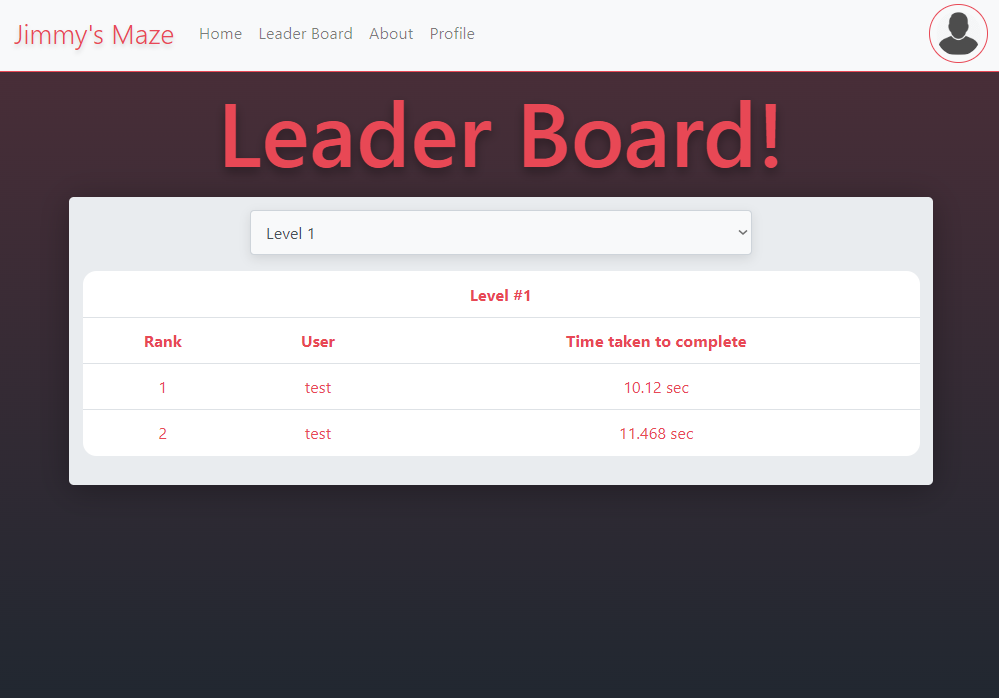 Jimmy's Maze Home Leader Board About Profile
Leader Board!
Level 1
Level #1
Rank User Time taken to complete
1 test 10.12 sec
2 test 11.468 sec